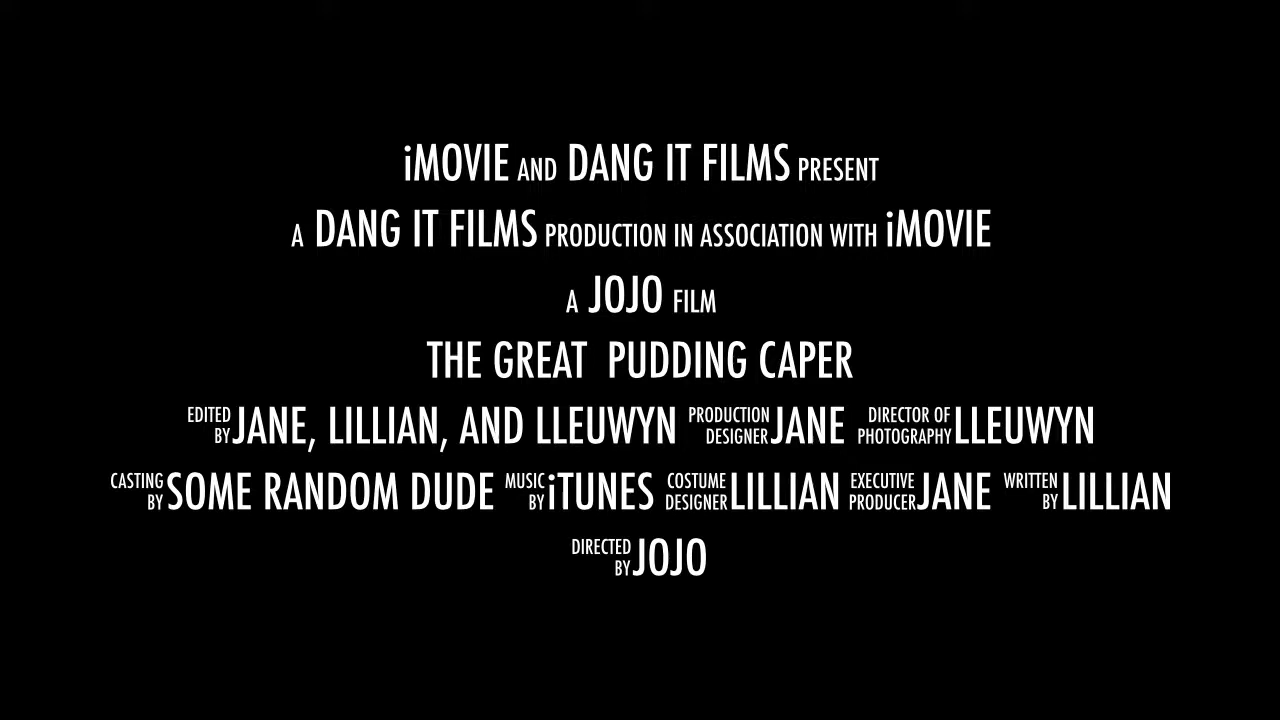 iMOVIE AND DANG IT FILMS PRESENT
A DANG IT FILMS PRODUCTION IN ASSOCIATION WITH iMOVIE
A JOJO FILM
THE GREAT  PUDDING CAPER
EDITED BY JANE, LILLIAN, AND LLEUWYN PRODUCTION DESIGNER JANE DIRECTOR OF PHOTOGRAPHY LLEUWYN
CASTING BY SOME RANDOM DUDE MUSIC BY iTUNES COSTUME DESIGNER LILLIAN EXECUTIVE PRODUCER JANE WRITTEN BY LILLIAN
DIRECTED BY JOJO